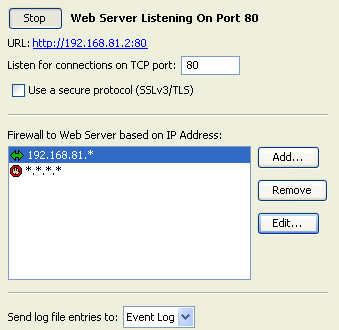 Stop Web Server Listening On Port 80
URL: http://192.168.81.2:80
Listen for connections on TCP port: 80
Use a secure protocol (SSLv3/TLS)
Firewall to Web Server based on IP Address:
192.168.81.* Add...
*.*.*.*
Remove
Edit...
Send log file entries to: Event Log